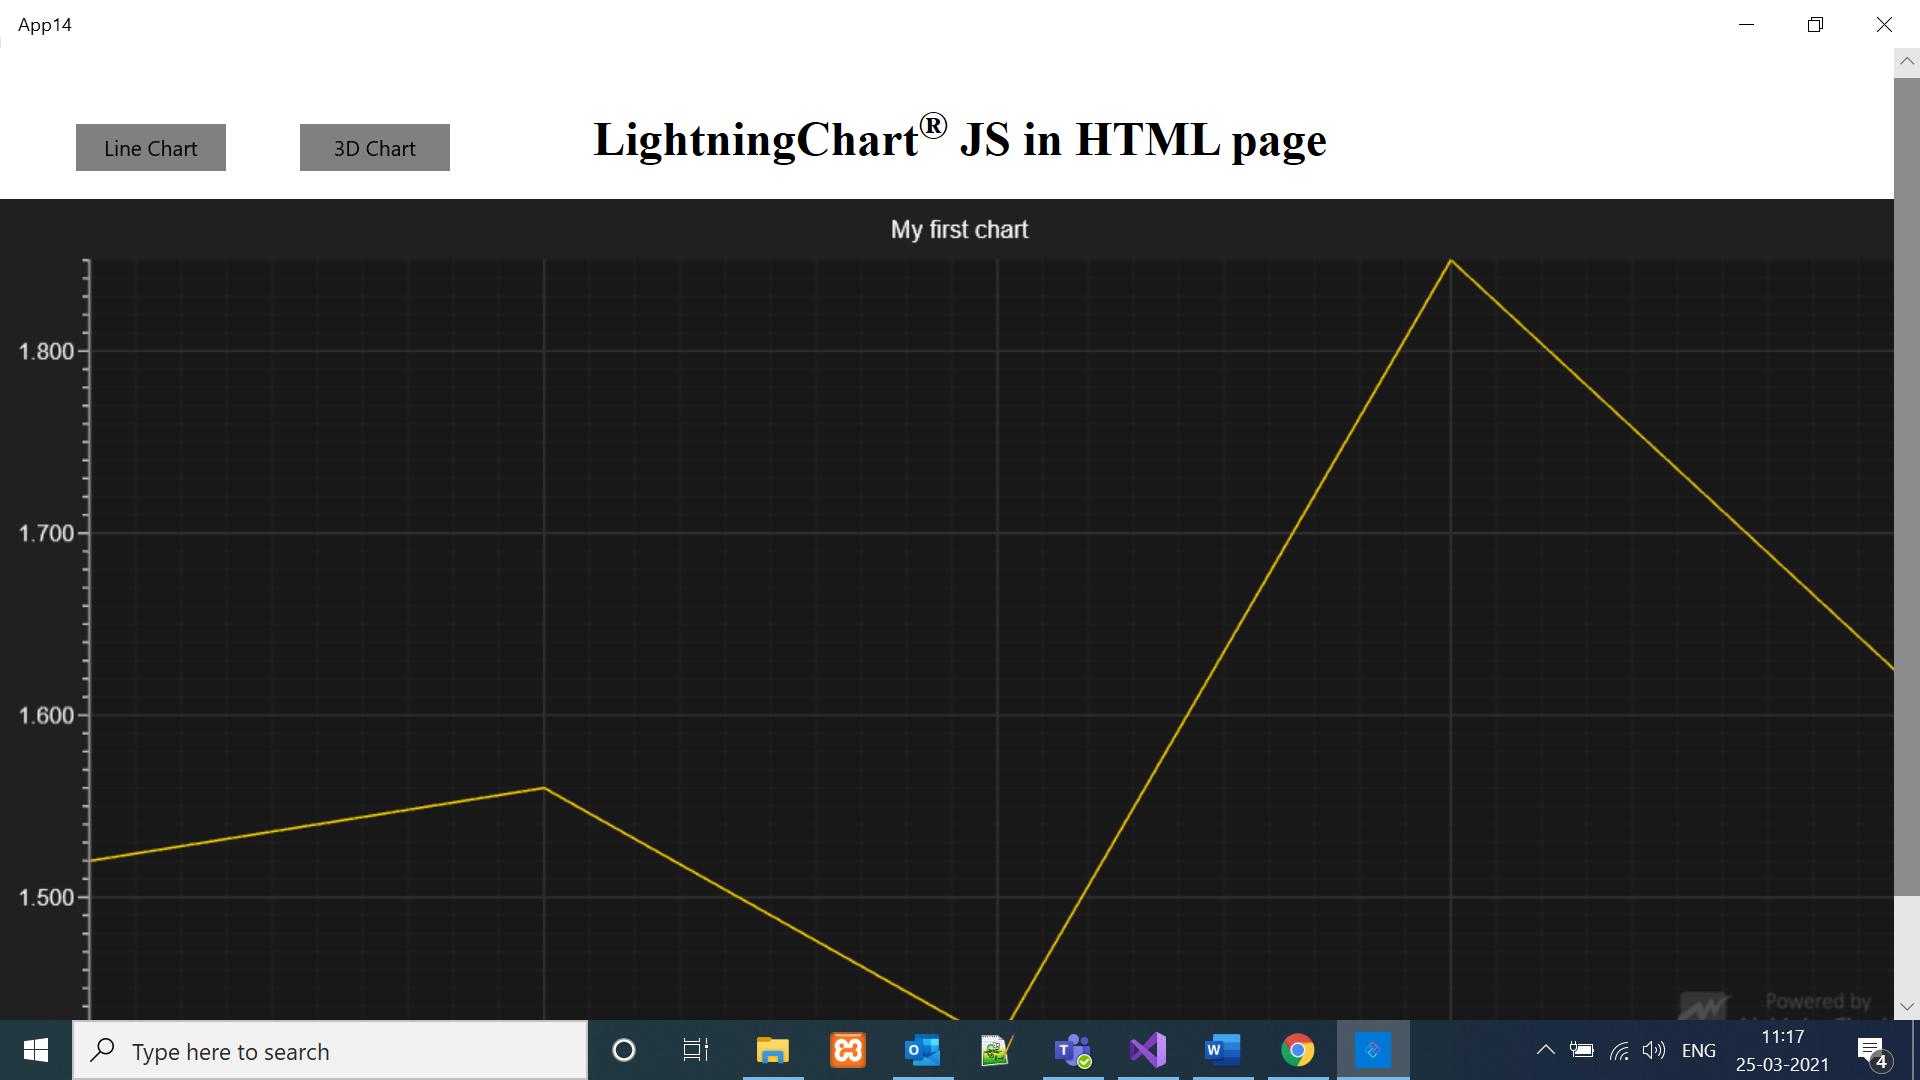 App14
Line Chart
3D Chart
LightningChart® JS in HTML page
My first chart
1.800
1.700
1.600
1.500
Powered by
Type here to search
ENG
11:17
25-03-2021
4